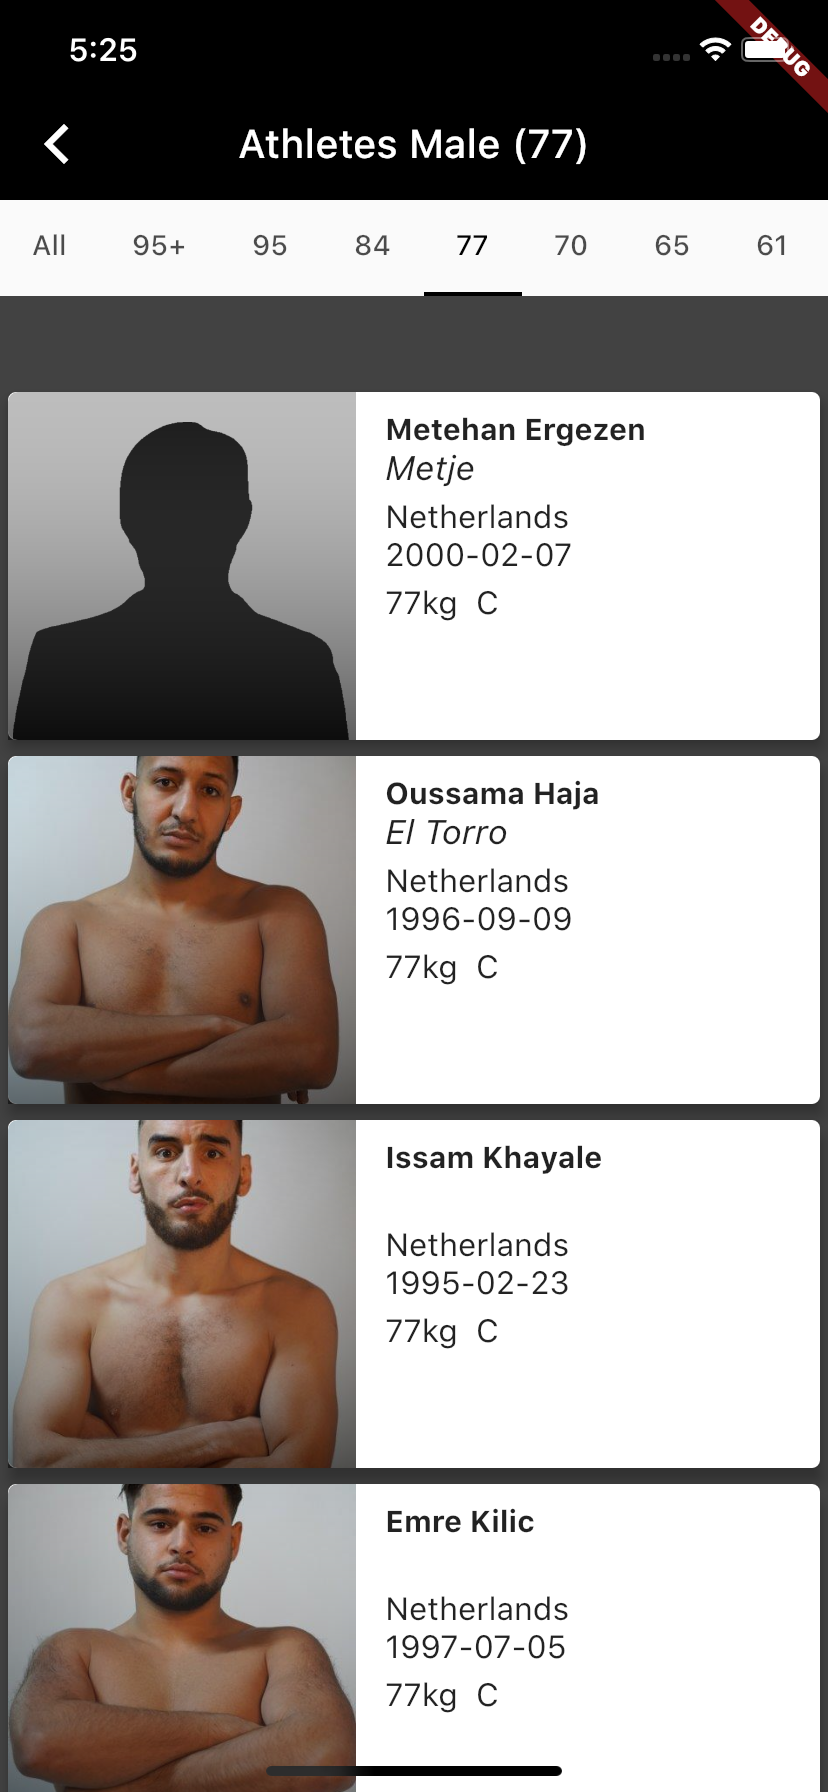 5:25
DEBUG
Athletes Male (77)
All 95+ 95 84 77 70 65 61
Metehan Ergezen
Metje
Netherlands
2000-02-07
77kg C
Oussama Haja
El Torro
Netherlands
1996-09-09
77kg C
Issam Khayale
Netherlands
1995-02-23
77kg C
Emre Kilic
Netherlands
1997-07-05
77kg C